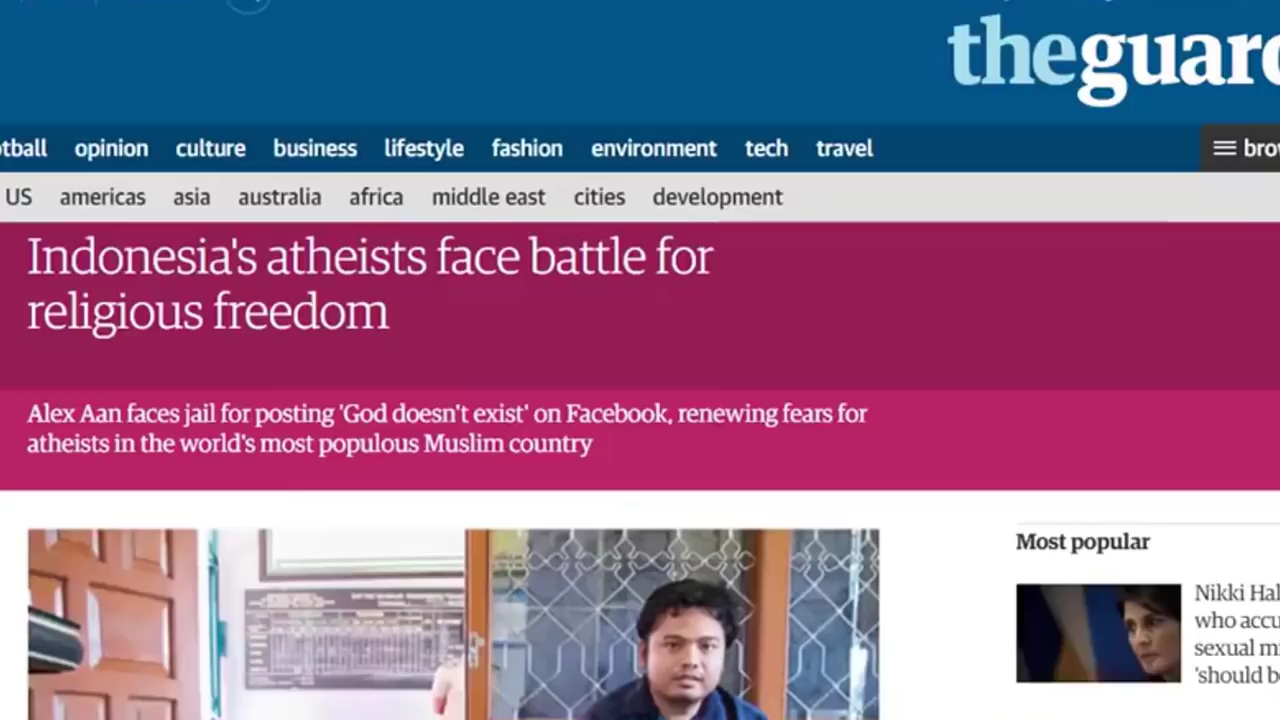 theguar
tball opinion culture business lifestyle fashion environment tech travel
bro
US americas asia australia africa middle east cities development
Indonesia's atheists face battle for
religious freedom
Alex Aan faces jail for posting 'God doesn't exist' on Facebook, renewing fears for
atheists in the world's most populous Muslim country
Most popular
Nikki Hal
who accu
sexual m
'should b